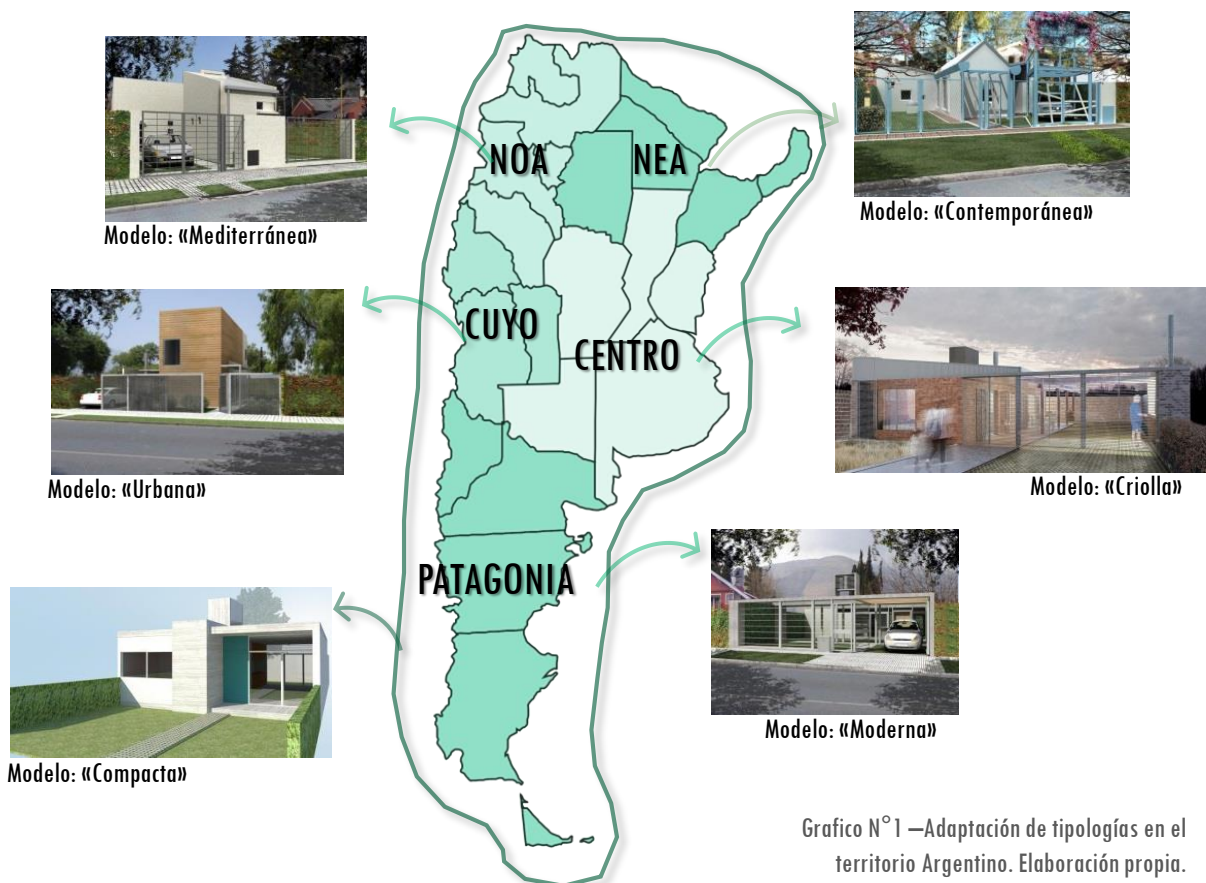 NOA
NEA
Modelo: «Mediterránea»
Modelo: «Contemporánea»
CUYO
CENTRO
Modelo: «Urbana»
Modelo: «Criolla»
PATAGONIA
Modelo: «Moderna»
Modelo: «Compacta»
Grafico N°1 –Adaptación de tipologías en el
territorio Argentino. Elaboración propia.